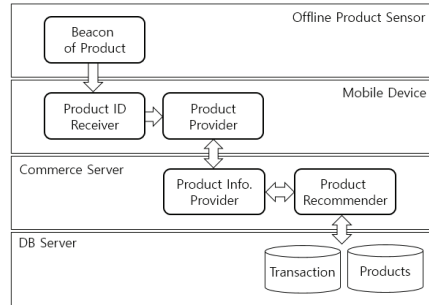 Offline Product Sensor
Beacon
of Product
Mobile Device
Product ID
Receiver
Product
Provider
Commerce Server
Product Info.
Provider
Product
Recommender
DB Server
Transaction
Products